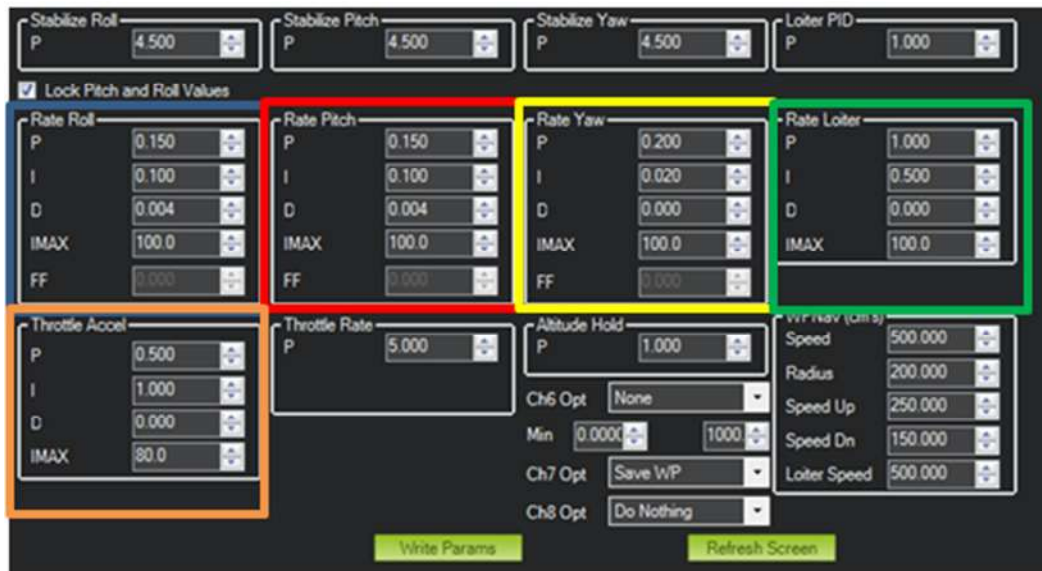 Stabilize Roll
P 4.500
Stabilize Pitch
P 4.500
Stabilize Yaw
P 4.500
Loiter PID
P 1.000
Lock Pitch and Roll Values
Rate Roll
P 0.150
I 0.100
D 0.004
IMAX 100.0
FF 0.000
Rate Pitch
P 0.150
I 0.100
D 0.004
IMAX 100.0
FF 0.000
Rate Yaw
P 0.200
I 0.020
D 0.000
IMAX 100.0
FF 0.000
Rate Loiter
P 1.000
I 0.500
D 0.000
IMAX 100.0
Throttle Accel
P 0.500
I 1.000
D 0.000
IMAX 80.0
Throttle Rate
P 5.000
Altitude Hold
P 1.000
Ch6 Opt None
Min 0.000 1000.
Ch7 Opt Save WP
Ch8 Opt Do Nothing
WPNav (cm's)
Speed 500.000
Radius 200.000
Speed Up 250.000
Speed Dn 150.000
Loiter Speed 500.000
Write Params
Refresh Screen